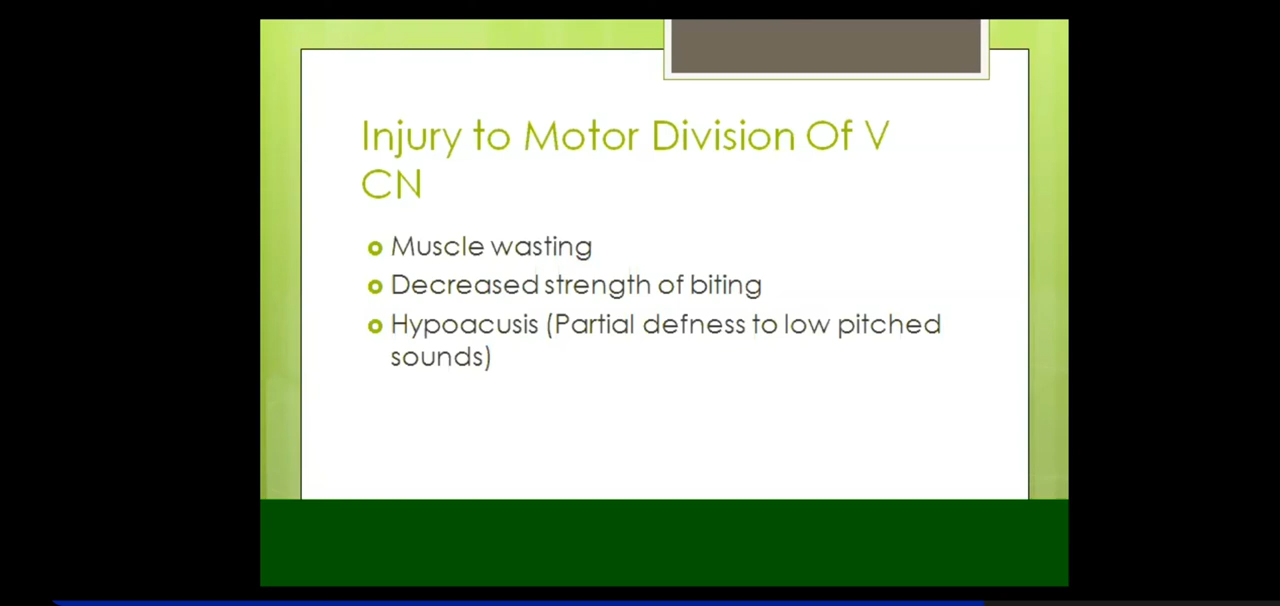 Injury to Motor Division Of V
CN
Muscle wasting
Decreased strength of biting
Hypoacusis (Partial defness to low pitched
sounds)